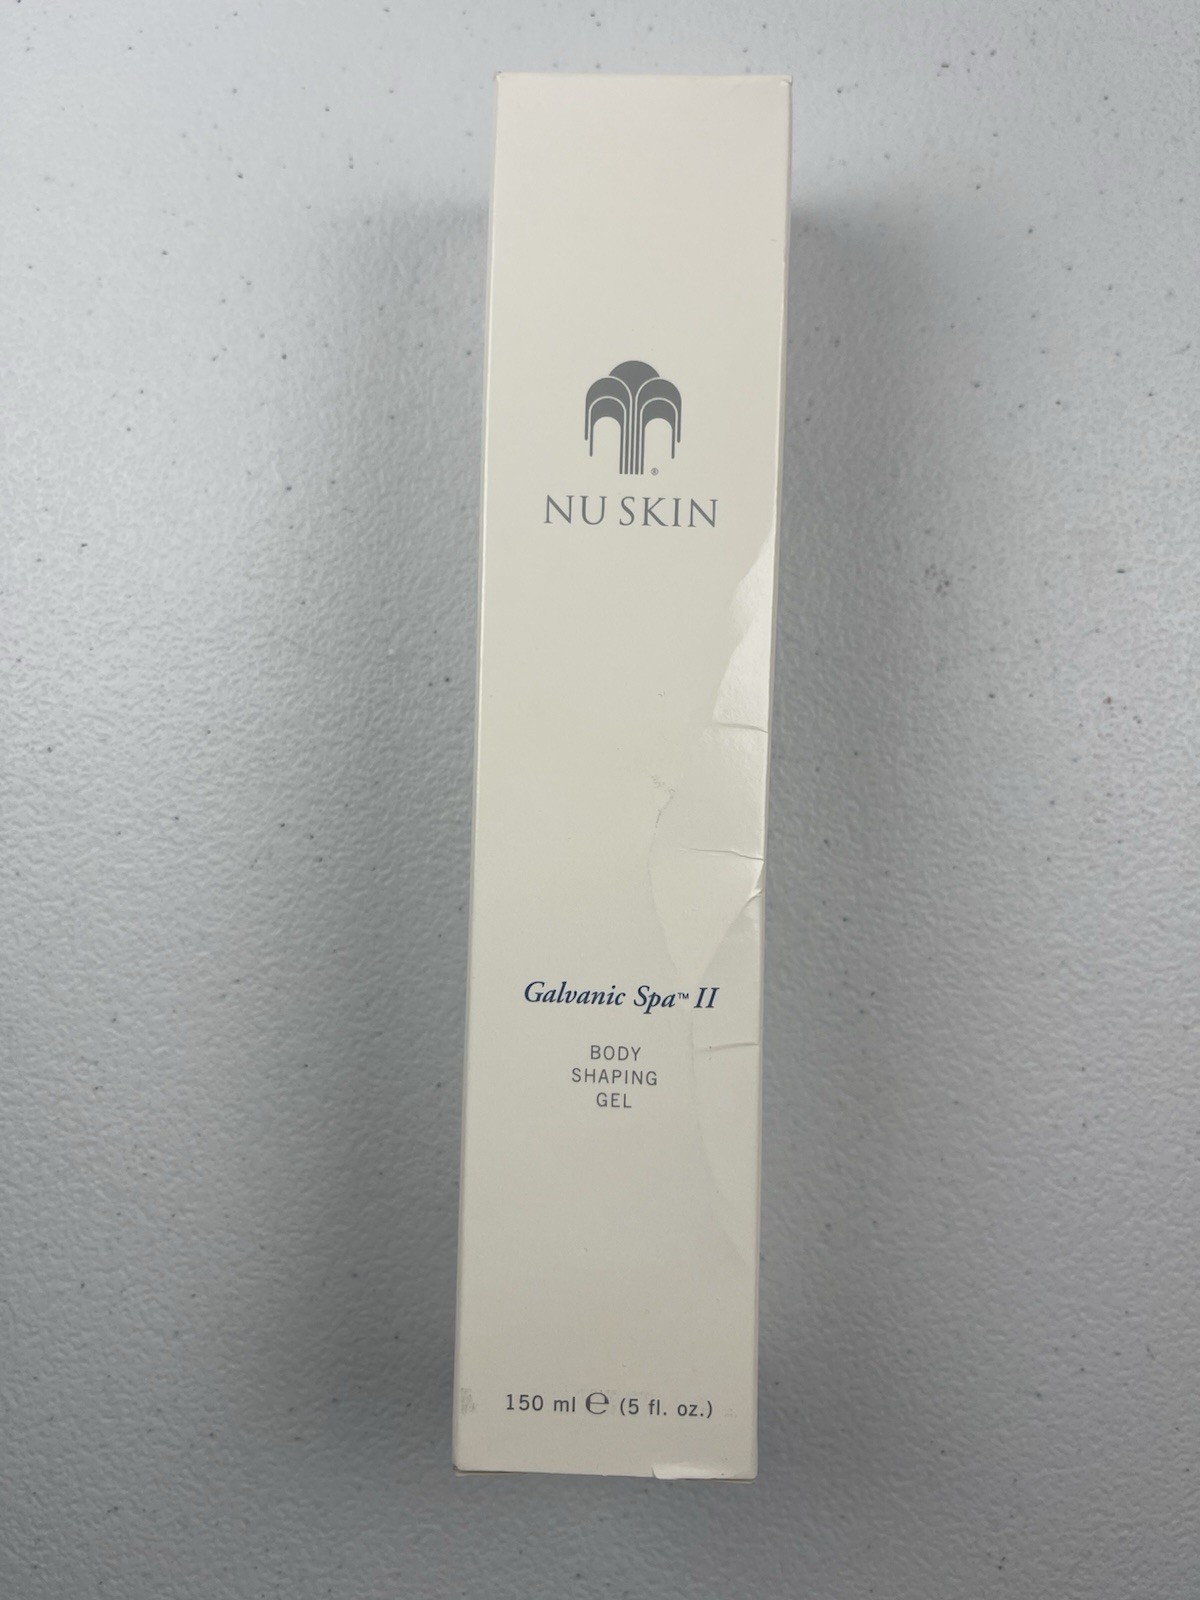 ®
NU SKIN
Galvanic Spa™ II
BODY
SHAPING
GEL
150 ml ℮ (5 fl. oz.)